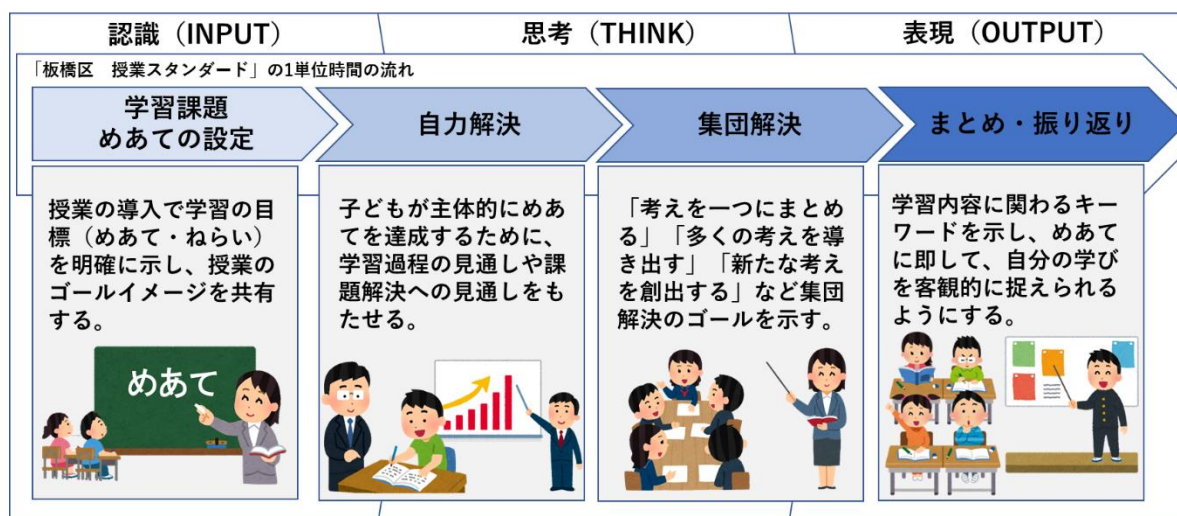 認識（INPUT）
思考（THINK）
表現（OUTPUT）
「板橋区　授業スタンダード」の1単位時間の流れ
学習課題
めあての設定
自力解決
集団解決
まとめ・振り返り
授業の導入で学習の目
標（めあて・ねらい）
を明確に示し、授業の
ゴールイメージを共有
する。
めあて
子どもが主体的にめあ
てを達成するために、
学習過程の見通しや課
題解決への見通しをも
たせる。
「考えを一つにまとめ
る」「多くの考えを導
き出す」「新たな考え
を創出する」など集団
解決のゴールを示す。
学習内容に関わるキー
ワードを示し、めあて
に即して、自分の学び
を客観的に捉えられる
ようにする。